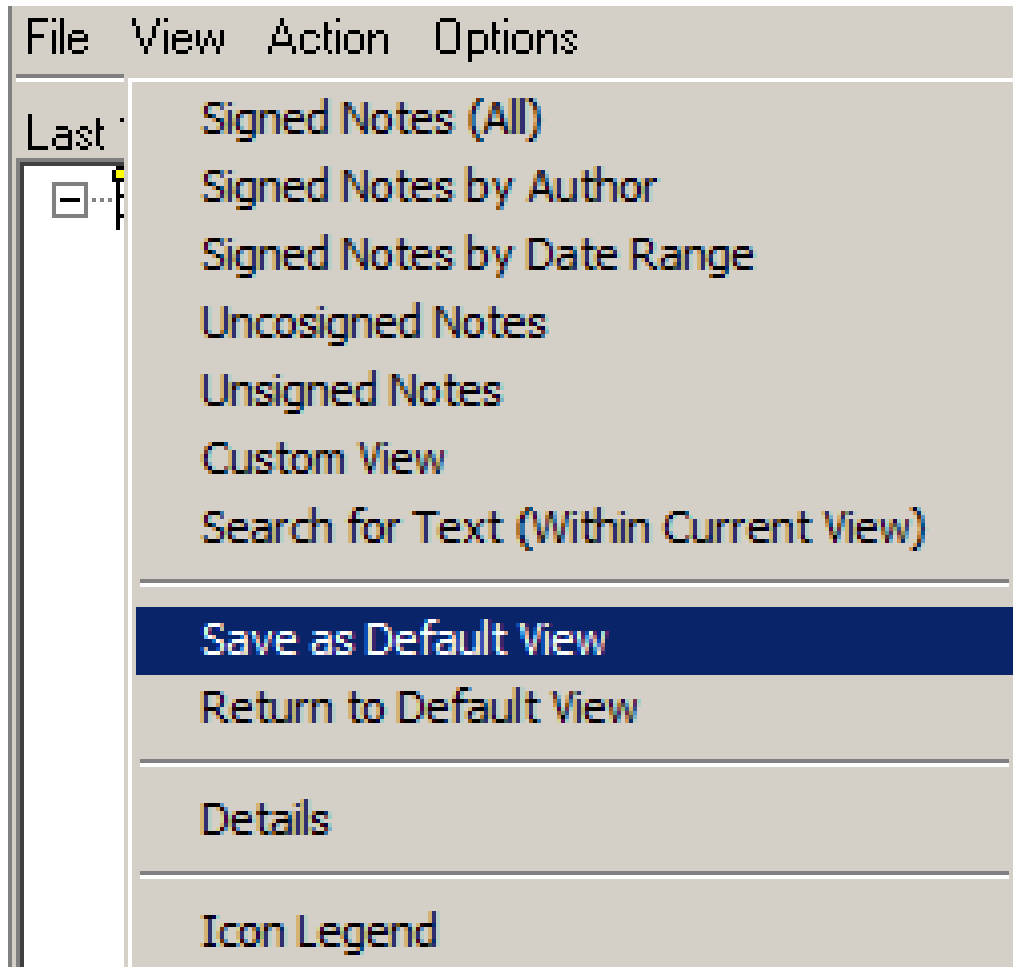 File View Action Options
Last
Signed Notes (All)
Signed Notes by Author
Signed Notes by Date Range
Uncosigned Notes
Unsigned Notes
Custom View
Search for Text (Within Current View)
Save as Default View
Return to Default View
Details
Icon Legend